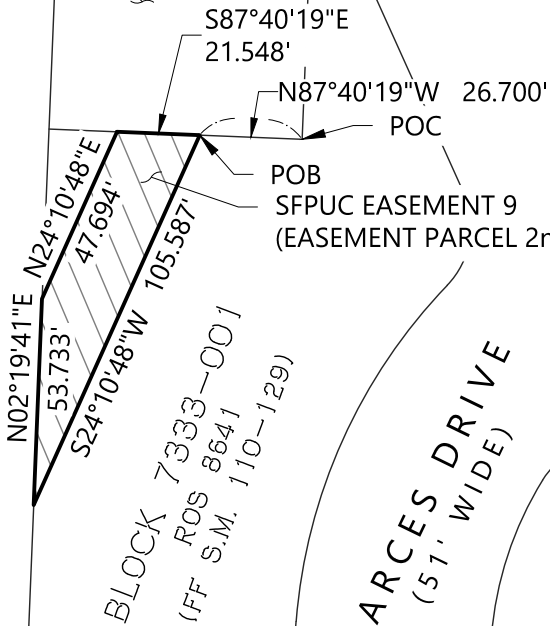 S87°40'19"E
21.548'
N87°40'19"W 26.700'
POC
POB
SFPUC EASEMENT 9
(EASEMENT PARCEL
N24°10'48"E
47.694'
105.587'
S24°10'48"W
N02°19'41"E
53.733'
BLOCK 7333-001
ROS 8641
(FF S.M. 110-129)
ARCES DRIVE
(51' WIDE)